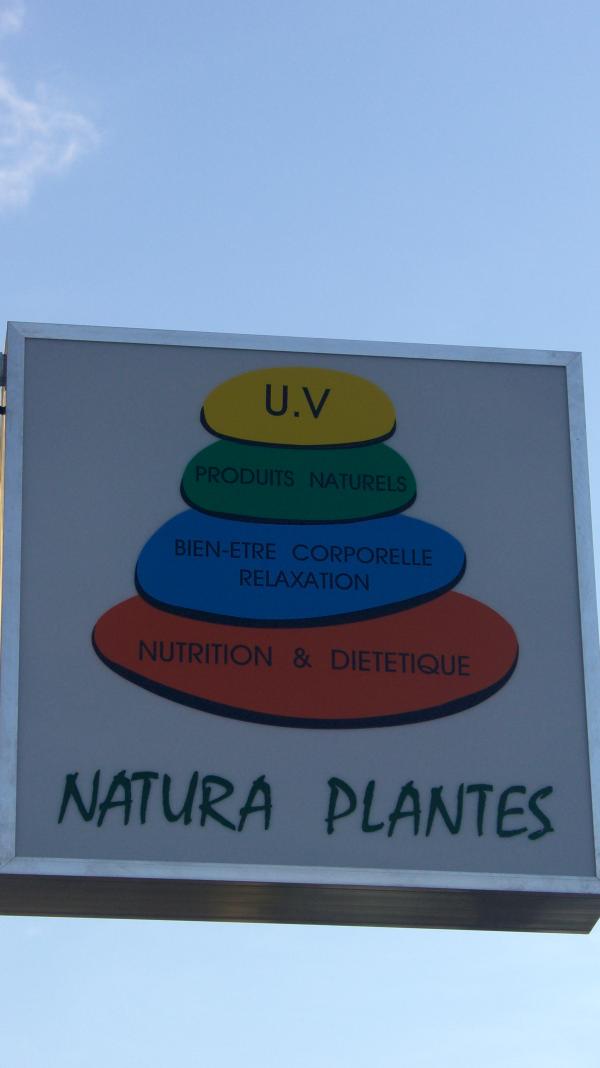 U.V
PRODUITS NATURELS
BIEN-ETRE CORPORELLE
RELAXATION
NUTRITION & DIETETIQUE
NATURA PLANTES